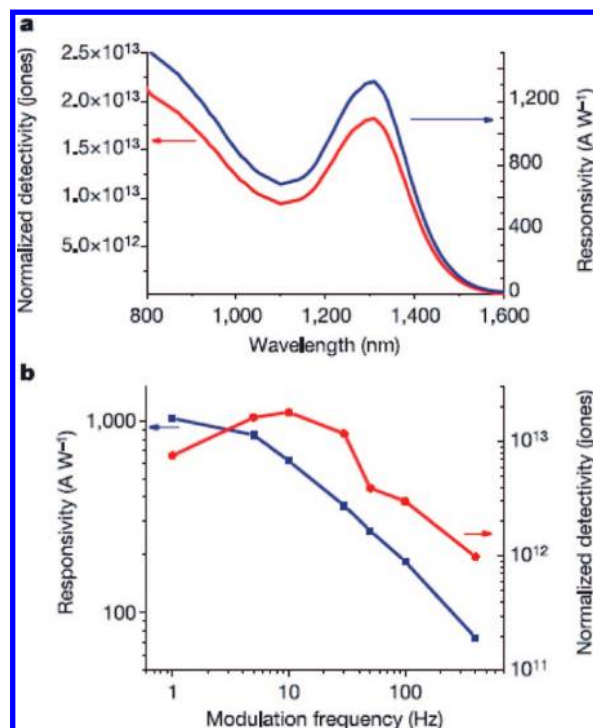 a
Normalized detectivity (jones)
2.5×10¹³
2.0×10¹³
1.5×10¹³
1.0×10¹³
5.0×10¹²
1,200
800
400
0
Responsivity (A W⁻¹)
800 1,000 1,200 1,400 1,600
Wavelength (nm)
b
Responsivity (A W⁻¹)
1,000
100
10¹³
10¹²
10¹¹
Normalized detectivity (jones)
1 10 100
Modulation frequency (Hz)